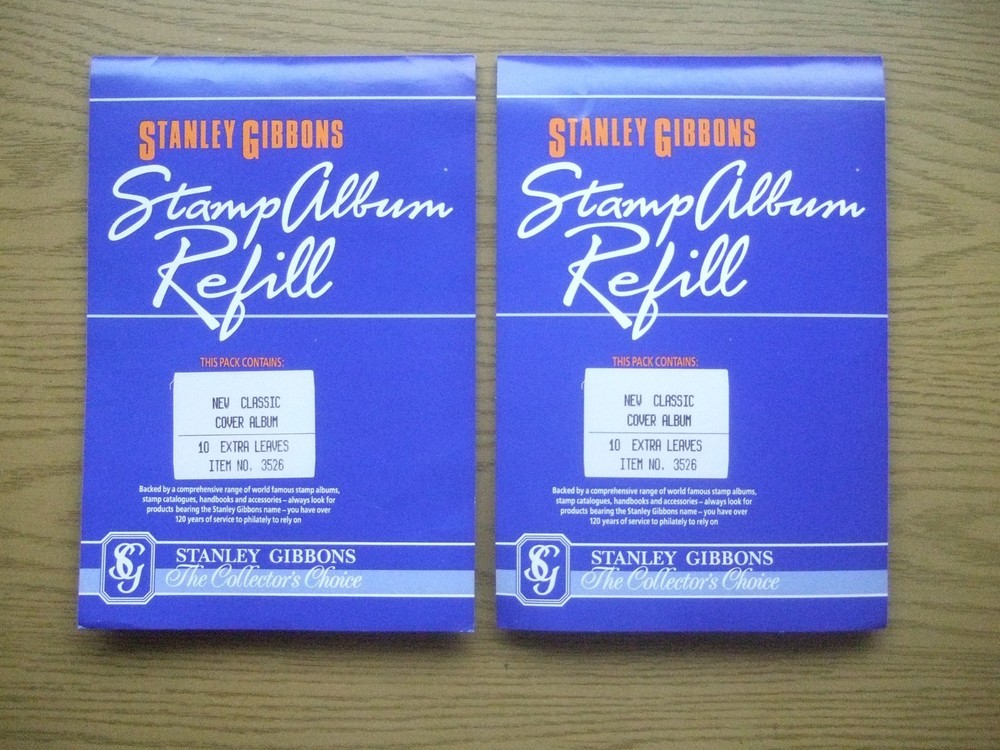 STANLEY GIBBONS
Stamp Album
Refill
THIS PACK CONTAINS:
NEW CLASSIC
COVER ALBUM
10 EXTRA LEAVES
ITEM NO. 3526
Backed by a comprehensive range of world famous stamp albums,
stamp catalogues, handbooks and accessories – always look for
products bearing the Stanley Gibbons name – you have over
120 years of service to philately to rely on
SG
STANLEY GIBBONS
The Collector's Choice
STANLEY GIBBONS
Stamp Album
Refill
THIS PACK CONTAINS:
NEW CLASSIC
COVER ALBUM
10 EXTRA LEAVES
ITEM NO. 3526
Backed by a comprehensive range of world famous stamp albums,
stamp catalogues, handbooks and accessories – always look for
products bearing the Stanley Gibbons name – you have over
120 years of service to philately to rely on
SG
STANLEY GIBBONS
The Collector's Choice